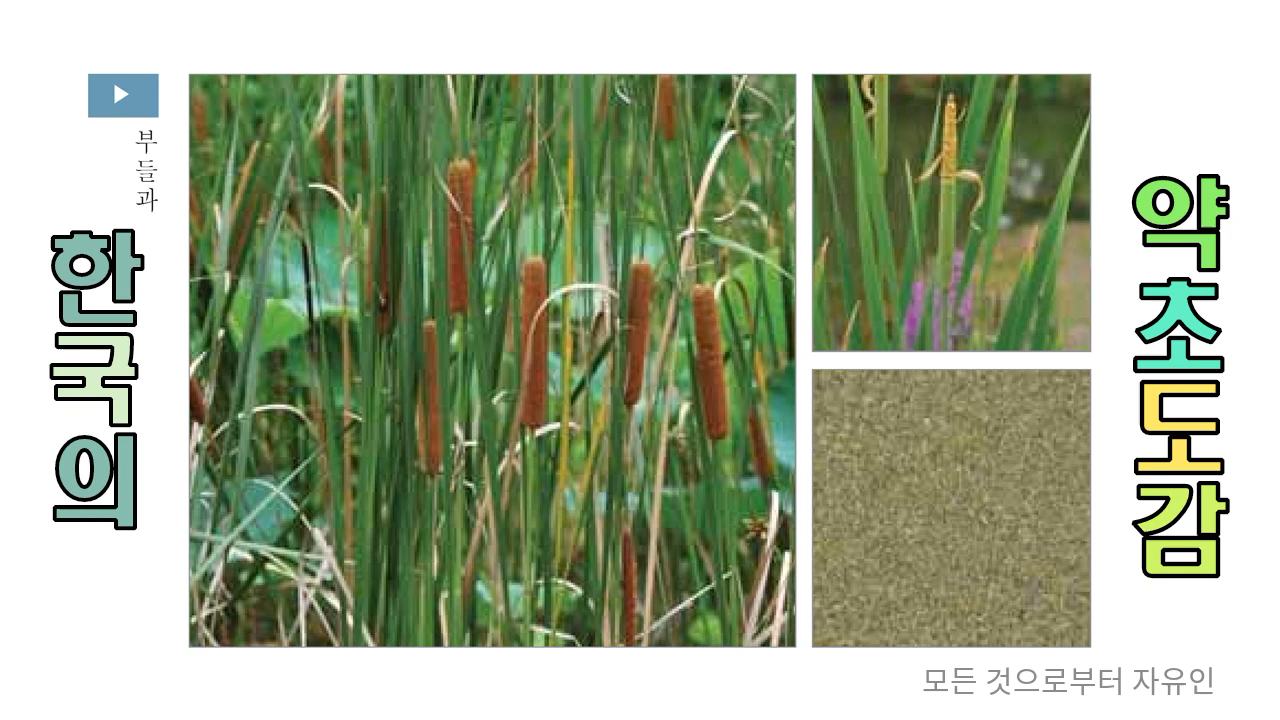 부들과
한국의
약초도감
모든 것으로부터 자유인